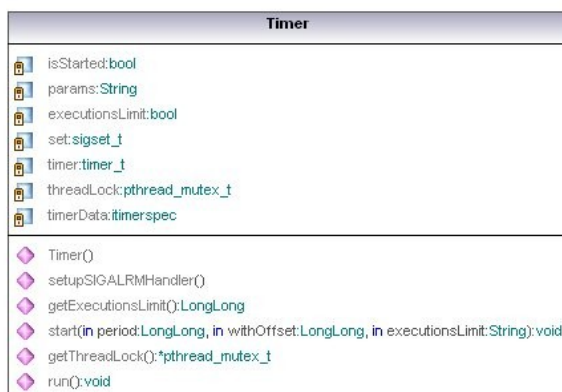 Timer
isStarted:bool
params:String
executionsLimit:bool
set:sigset_t
timer:timer_t
threadLock:pthread_mutex_t
timerData:itimerspec
Timer()
setupSIGALRMHandler()
getExecutionsLimit():LongLong
start(in period:LongLong, in withOffset:LongLong, in executionsLimit:String):void
getThreadLock():*pthread_mutex_t
run():void